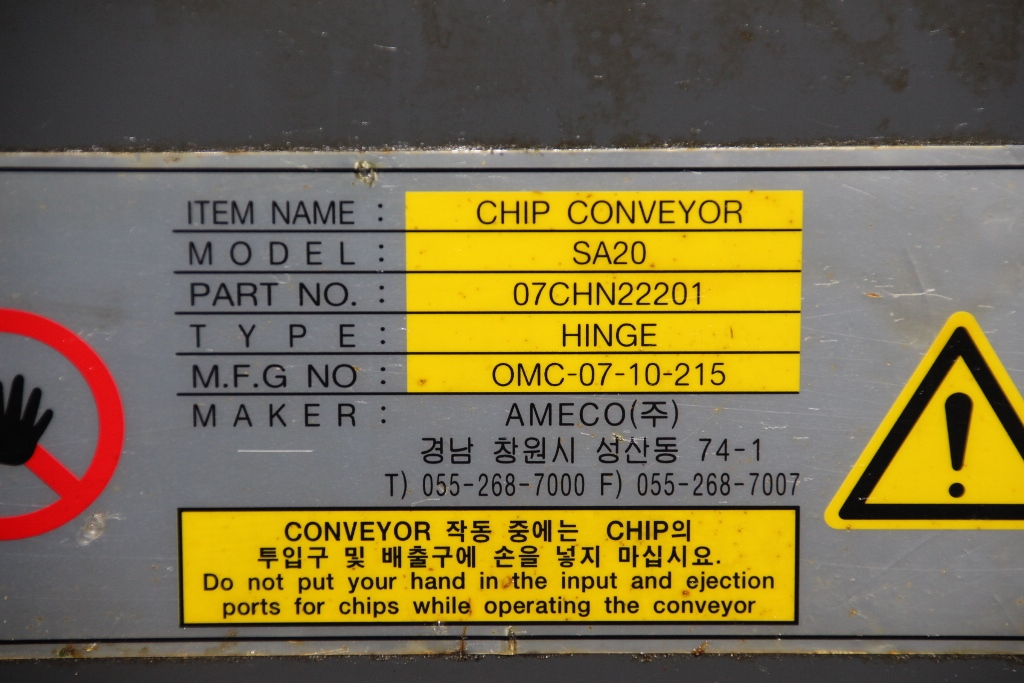 ITEM NAME : CHIP CONVEYOR
MODEL : SA20
PART NO. : 07CHN22201
TYPE : HINGE
M.F.G NO : OMC-07-10-215
MAKER : AMECO(주)
경남 창원시 성산동 74-1
T) 055-268-7000 F) 055-268-7007
CONVEYOR 작동 중에는 CHIP의
투입구 및 배출구에 손을 넣지 마십시요.
Do not put your hand in the input and ejection
ports for chips while operating the conveyor